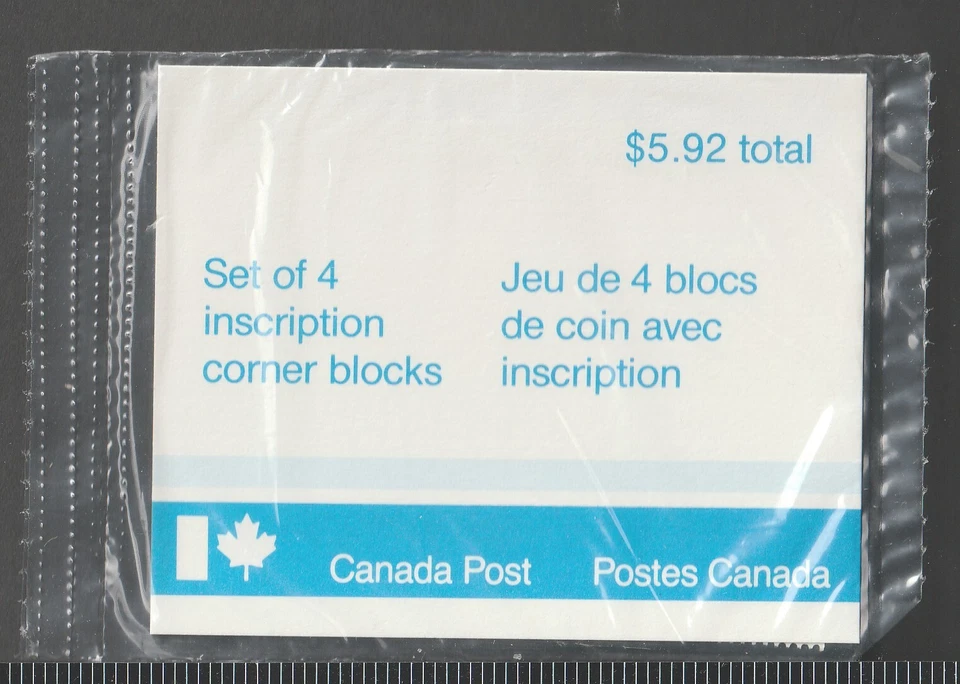 $5.92 total
Set of 4
inscription
corner blocks
Jeu de 4 blocs
de coin avec
inscription
Canada Post
Postes Canada